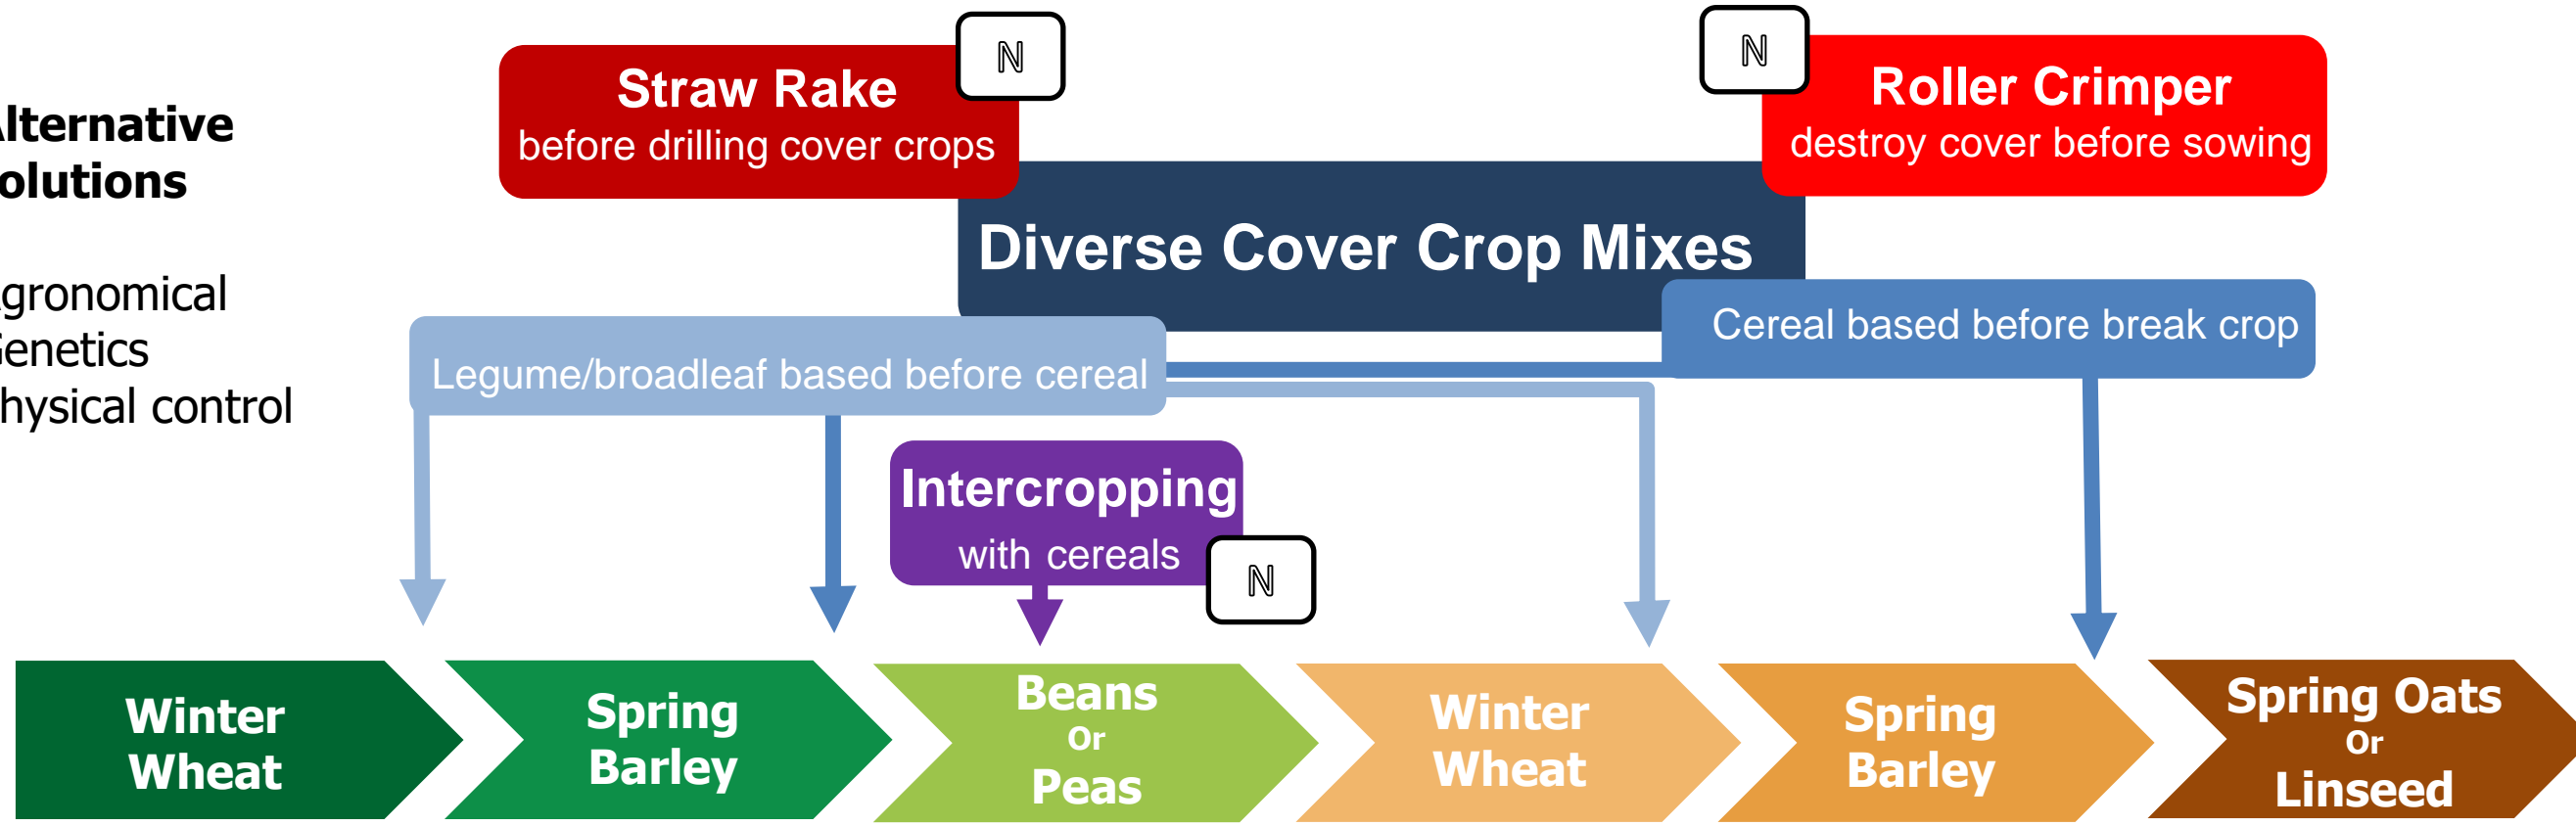 Alternative
olutions
gronomical
Genetics
hysical control
Straw Rake
before drilling cover crops
ℕ
ℕ
Roller Crimper
destroy cover before sowing
Diverse Cover Crop Mixes
Legume/broadleaf based before cereal
Cereal based before break crop
Intercropping
with cereals
ℕ
Winter
Wheat
Spring
Barley
Beans
Or
Peas
Winter
Wheat
Spring
Barley
Spring Oats
Or
Linseed